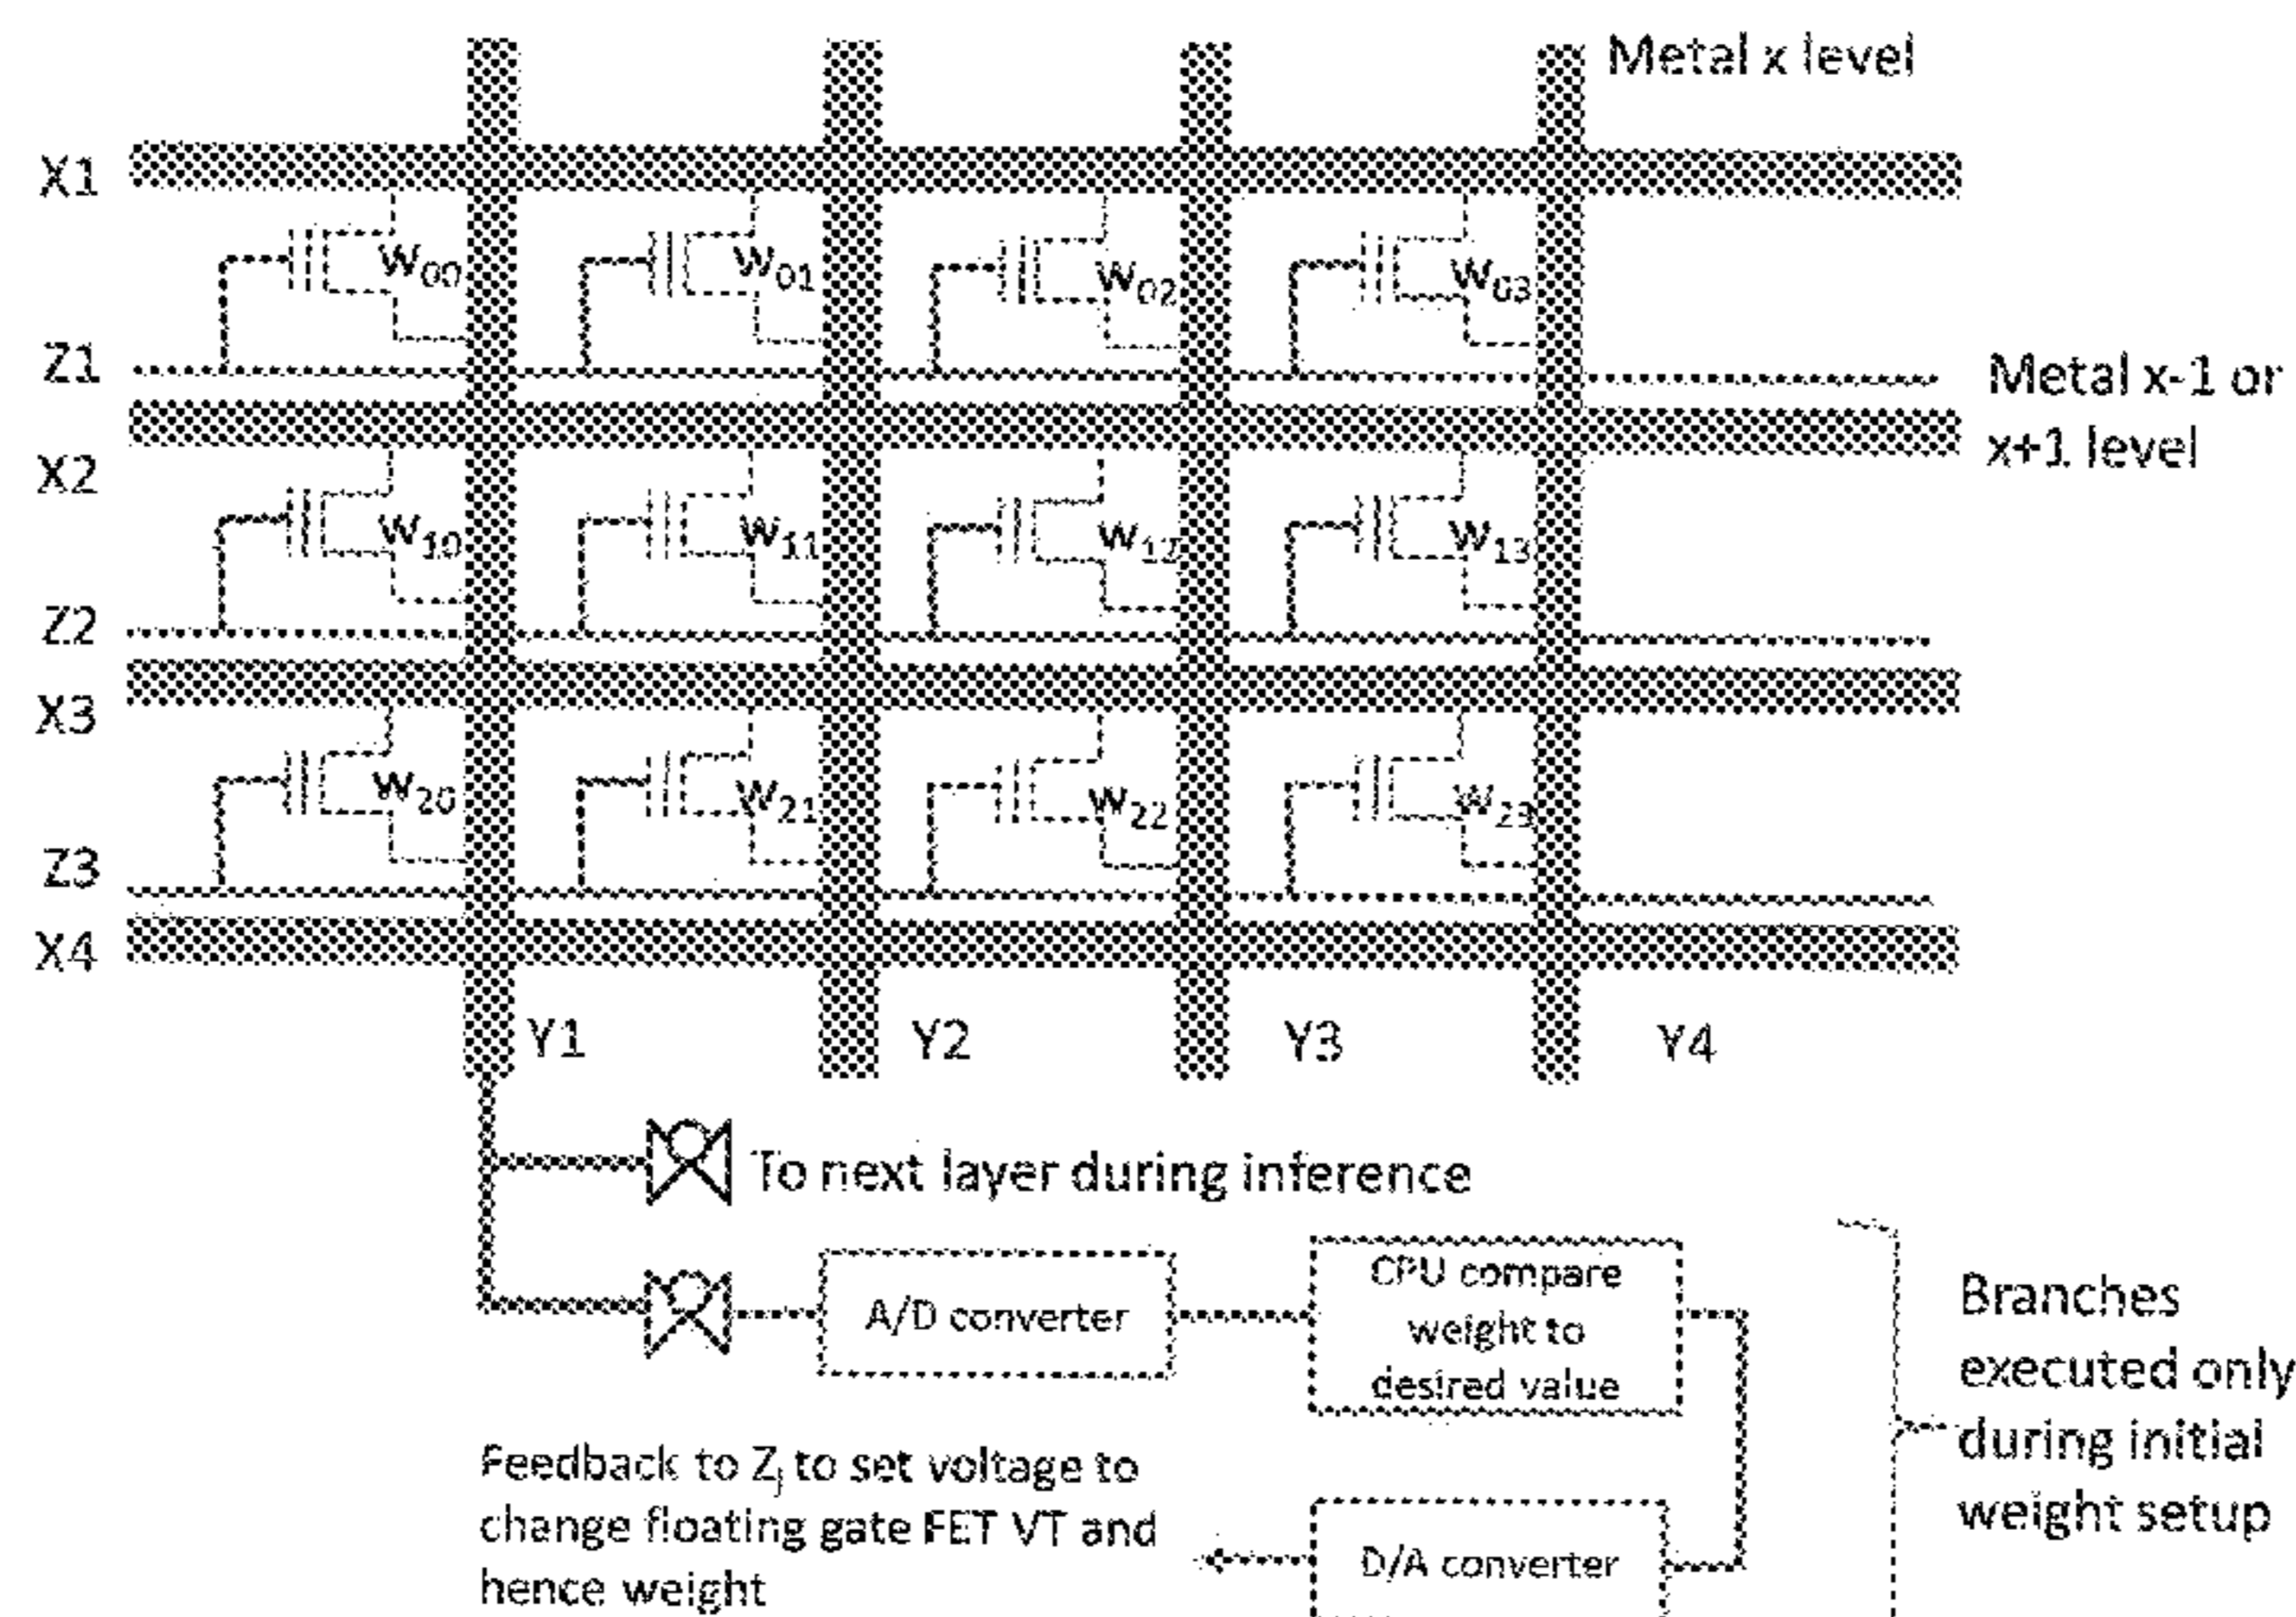 Metal x level
X1
W00 W01 W02 W03
Z1
Metal x-1 or
x+1 level
X2
W10 W11 W12 W13
Z2
X3
W20 W21 W22 W23
Z3
X4
Y1 Y2 Y3 Y4
To next layer during inference
A/D converter
CPU compare
weight to
desired value
Branches
executed only
during initial
weight setup
Feedback to Zj to set voltage to
change floating gate FET VT and
hence weight
D/A converter